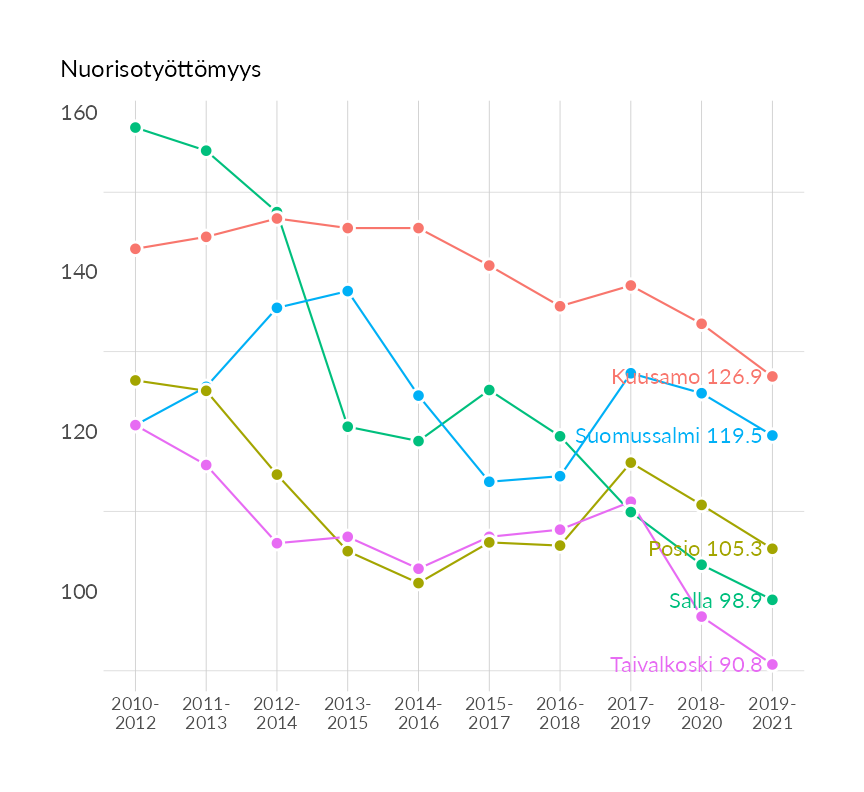 Nuorisotyöttömyys
160
140
120
100
Kuusamo 126.9
Suomussalmi 119.5
Posio 105.3
Salla 98.9
Taivalkoski 90.8
2010- 2011- 2012- 2013- 2014- 2015- 2016- 2017- 2018- 2019-
2012 2013 2014 2015 2016 2017 2018 2019 2020 2021